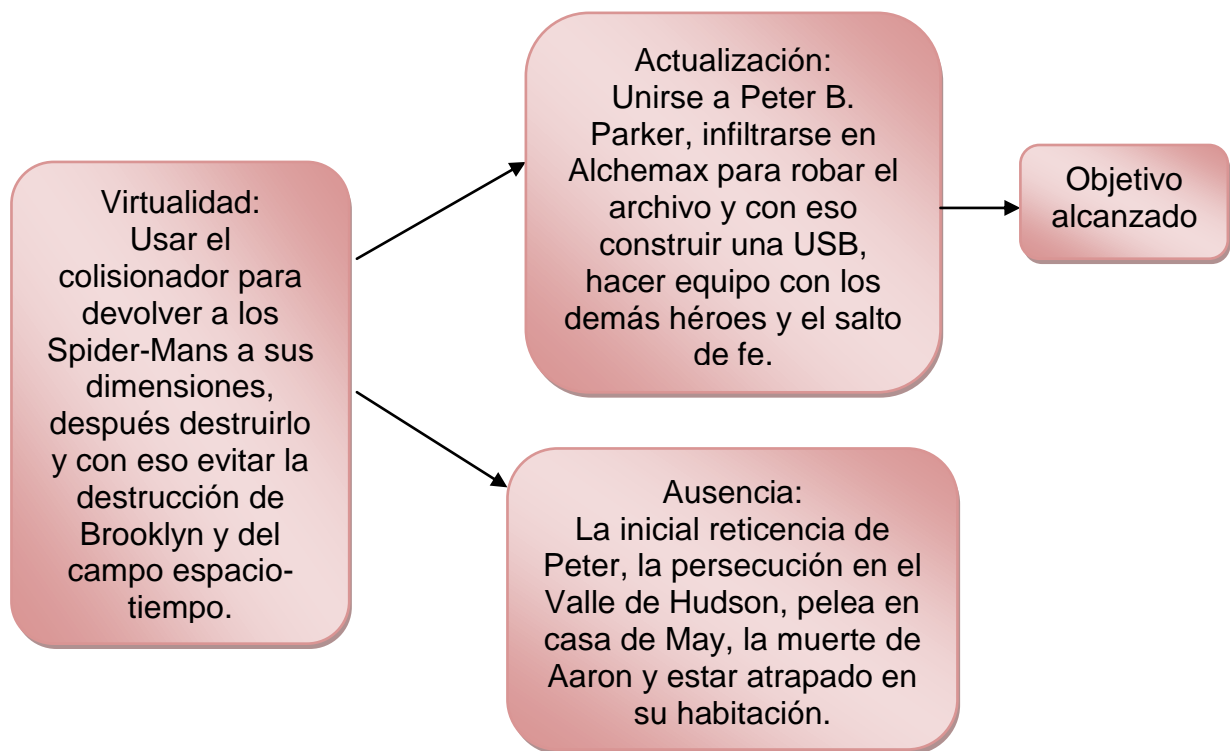 Virtualidad:
Usar el
colisionador para
devolver a los
Spider-Mans a sus
dimensiones,
después destruirlo
y con eso evitar la
destrucción de
Brooklyn y del
campo espacio-
tiempo.
Actualización:
Unirse a Peter B.
Parker, infiltrarse en
Alchemax para robar el
archivo y con eso
construir una USB,
hacer equipo con los
demás héroes y el salto
de fe.
Objetivo
alcanzado
Ausencia:
La inicial reticencia de
Peter, la persecución en el
Valle de Hudson, pelea en
casa de May, la muerte de
Aaron y estar atrapado en
su habitación.